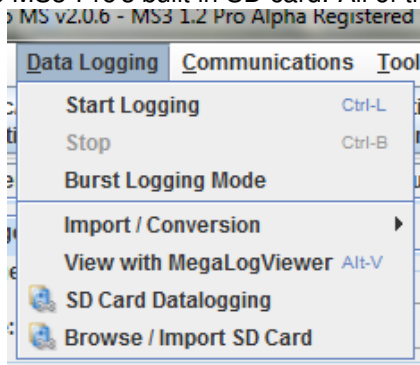 MS v2.0.6 - MS3 1.2 Pro Alpha Registered
Data Logging Communications
Start Logging Ctrl-L
Stop Ctrl-B
Burst Logging Mode
Import / Conversion
View with MegaLogViewer Alt-V
SD Card Datalogging
Browse / Import SD Card